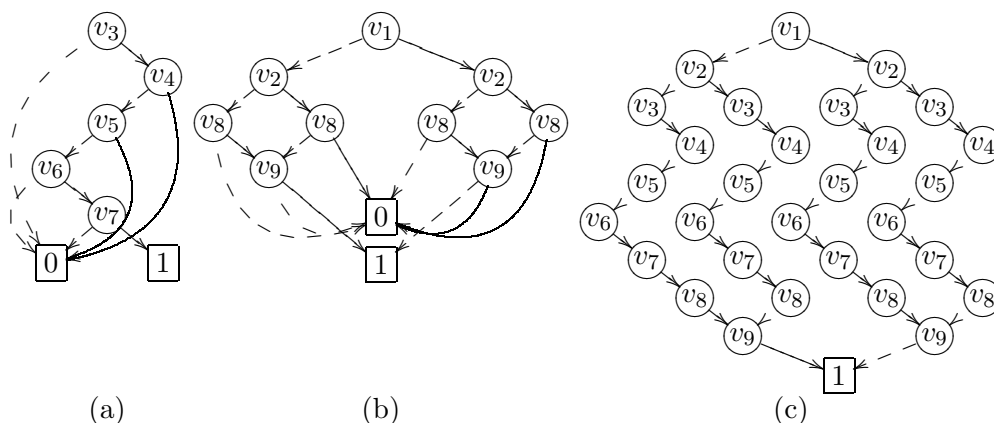 v3 v1 v1
v4 v2 v2 v2 v2
v5 v8 v8 v8 v8 v3 v3 v3 v3
v6 v9 v9 v4 v4 v4 v4
v7 0 v5 v5 v5 v5
0 1 1 v6 v6 v6 v6
v7 v7 v7 v7
v8 v8 v8 v8
v9 v9
1
(a) (b) (c)